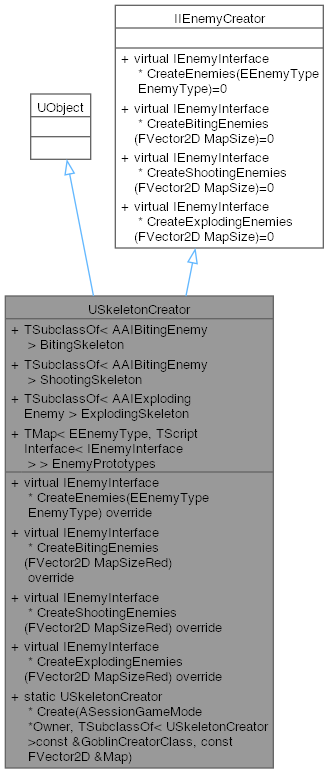 IIEnemyCreator
+ virtual IEnemyInterface
* CreateEnemies(EEnemyType
EnemyType)=0
+ virtual IEnemyInterface
* CreateBitingEnemies
(FVector2D MapSize)=0
+ virtual IEnemyInterface
* CreateShootingEnemies
(FVector2D MapSize)=0
+ virtual IEnemyInterface
* CreateExplodingEnemies
(FVector2D MapSize)=0
UObject
USkeletonCreator
+ TSubclassOf< AAIBitingEnemy
> BitingSkeleton
+ TSubclassOf< AAIBitingEnemy
> ShootingSkeleton
+ TSubclassOf< AAIExploding
Enemy > ExplodingSkeleton
+ TMap< EEnemyType, TScript
Interface< IEnemyInterface
> > EnemyPrototypes
+ virtual IEnemyInterface
* CreateEnemies(EEnemyType
EnemyType) override
+ virtual IEnemyInterface
* CreateBitingEnemies
(FVector2D MapSizeRed)
override
+ virtual IEnemyInterface
* CreateShootingEnemies
(FVector2D MapSizeRed) override
+ virtual IEnemyInterface
* CreateExplodingEnemies
(FVector2D MapSizeRed) override
+ static USkeletonCreator
* Create(ASessionGameMode
*Owner, TSubclassOf< USkeletonCreator
>const &GoblinCreatorClass, const
FVector2D &Map)